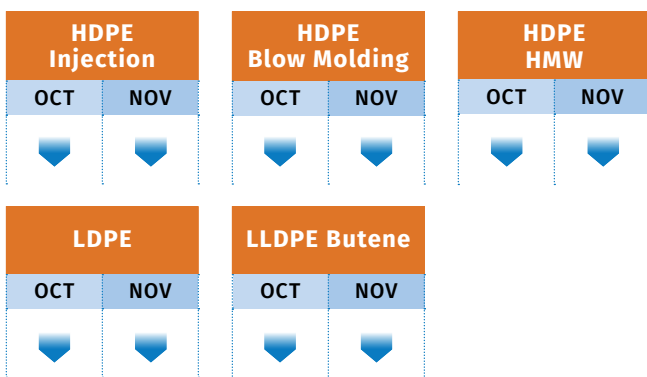 HDPE
Injection
OCT NOV
HDPE
Blow Molding
OCT NOV
HDPE
HMW
OCT NOV
LDPE
OCT NOV
LLDPE Butene
OCT NOV